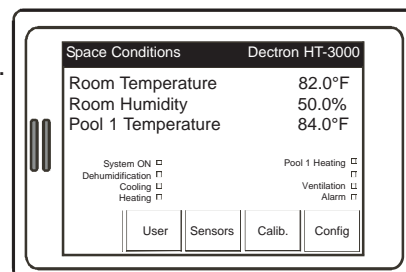 Space Conditions Dectron HT-3000
Room Temperature 82.0°F
Room Humidity 50.0%
Pool 1 Temperature 84.0°F
System ON Pool 1 Heating
Dehumidification
Cooling Ventilation
Heating Alarm
User Sensors Calib. Config